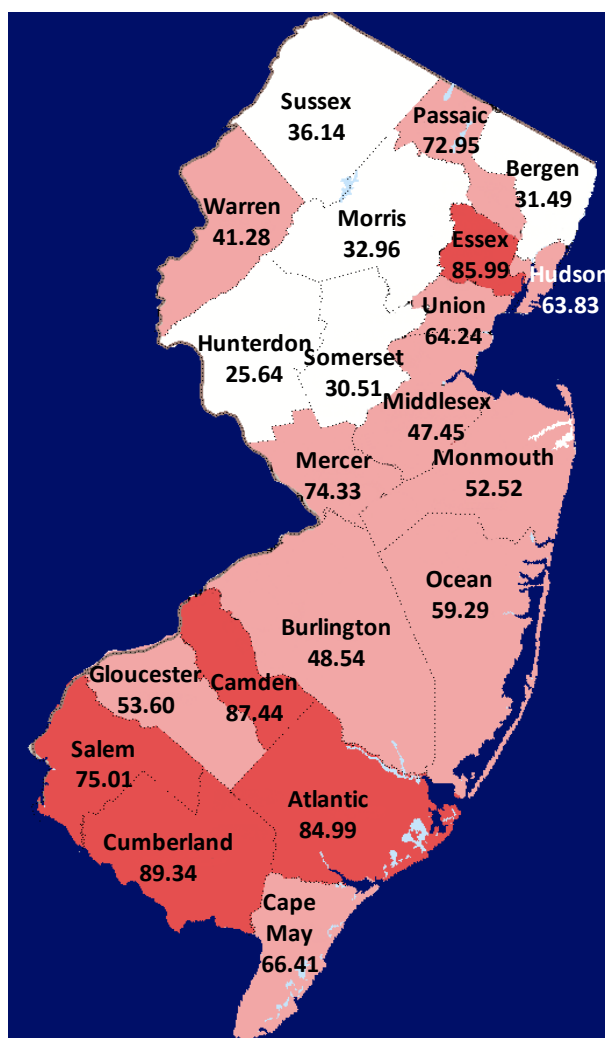 Sussex
36.14
Passaic
72.95
Bergen
31.49
Warren
41.28
Morris
32.96
Essex
85.99
Hudson
63.83
Union
64.24
Hunterdon
25.64
Somerset
30.51
Middlesex
47.45
Mercer
74.33
Monmouth
52.52
Ocean
59.29
Burlington
48.54
Gloucester
53.60
Camden
87.44
Salem
75.01
Atlantic
84.99
Cumberland
89.34
Cape
May
66.41